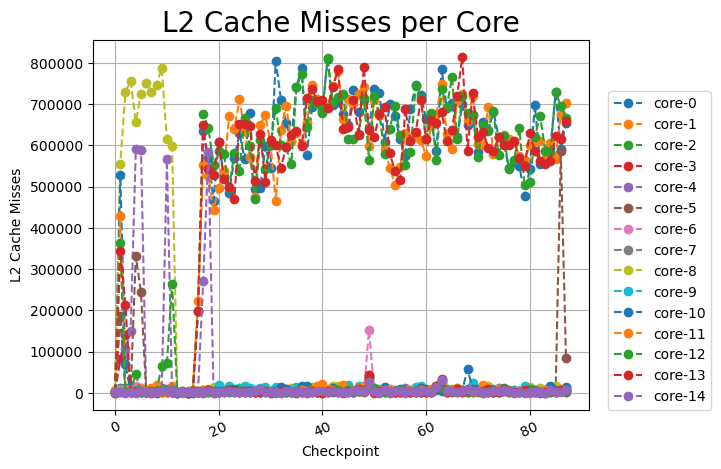 L2 Cache Misses per Core
800000
700000
600000
500000
400000
300000
200000
100000
0
L2 Cache Misses
0
20
40
60
80
Checkpoint
core-0
core-1
core-2
core-3
core-4
core-5
core-6
core-7
core-8
core-9
core-10
core-11
core-12
core-13
core-14